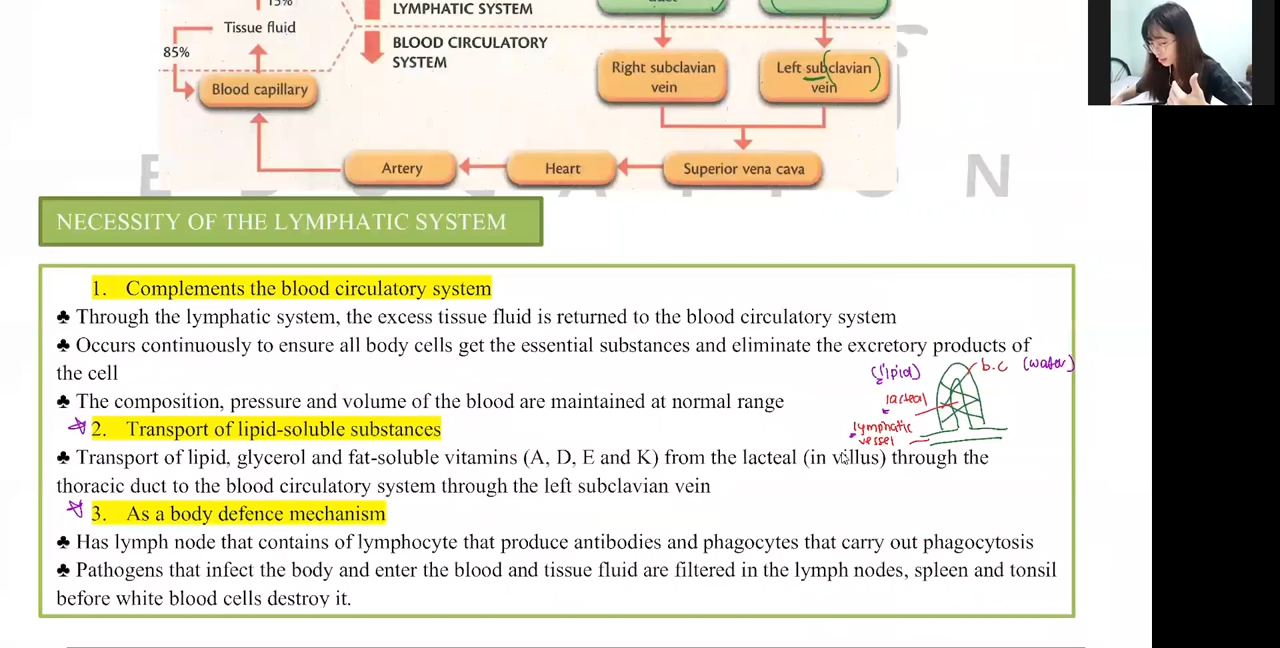 15%
LYMPHATIC SYSTEM
duct
Tissue fluid
85%
BLOOD CIRCULATORY
SYSTEM
Blood capillary
Right subclavian
vein
Left subclavian
vein
Artery
Heart
Superior vena cava
NECESSITY OF THE LYMPHATIC SYSTEM
1. Complements the blood circulatory system
♣ Through the lymphatic system, the excess tissue fluid is returned to the blood circulatory system
♣ Occurs continuously to ensure all body cells get the essential substances and eliminate the excretory products of
the cell
(lipid)
b.c (water)
lacteal
lymphatic
vessel
♣ The composition, pressure and volume of the blood are maintained at normal range
2. Transport of lipid-soluble substances
♣ Transport of lipid, glycerol and fat-soluble vitamins (A, D, E and K) from the lacteal (in villus) through the
thoracic duct to the blood circulatory system through the left subclavian vein
3. As a body defence mechanism
♣ Has lymph node that contains of lymphocyte that produce antibodies and phagocytes that carry out phagocytosis
♣ Pathogens that infect the body and enter the blood and tissue fluid are filtered in the lymph nodes, spleen and tonsil
before white blood cells destroy it.